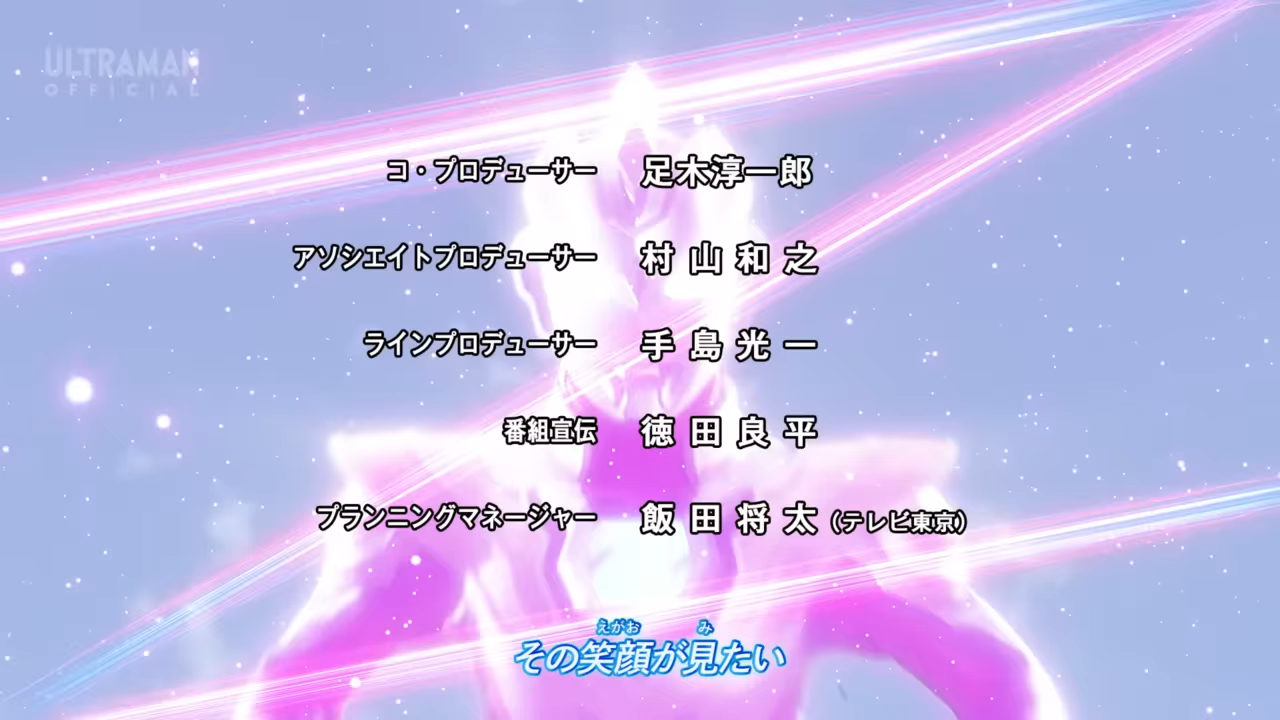 ULTRAMAN
OFFICIAL
コ・プロデューサー 足木淳一郎
アソシエイトプロデューサー 村山和之
ラインプロデューサー 手島光一
番組宣伝 徳田良平
プランニングマネージャー 飯田将太（テレビ東京）
えがお み
その笑顔が見たい